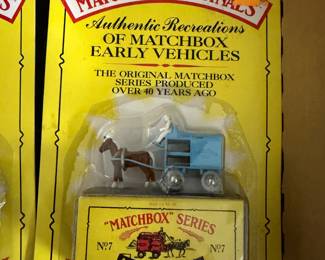 Authentic Recreations
OF MATCHBOX
EARLY VEHICLES
THE ORIGINAL MATCHBOX
SERIES PRODUCED
OVER 40 YEARS AGO
"MATCHBOX" SERIES
Nº7 Nº7